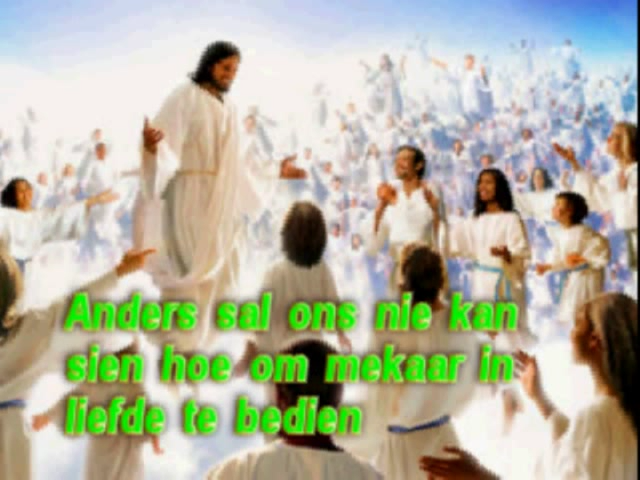 Anders sal ons nie kan
sien hoe om mekaar in
liefde te bedien